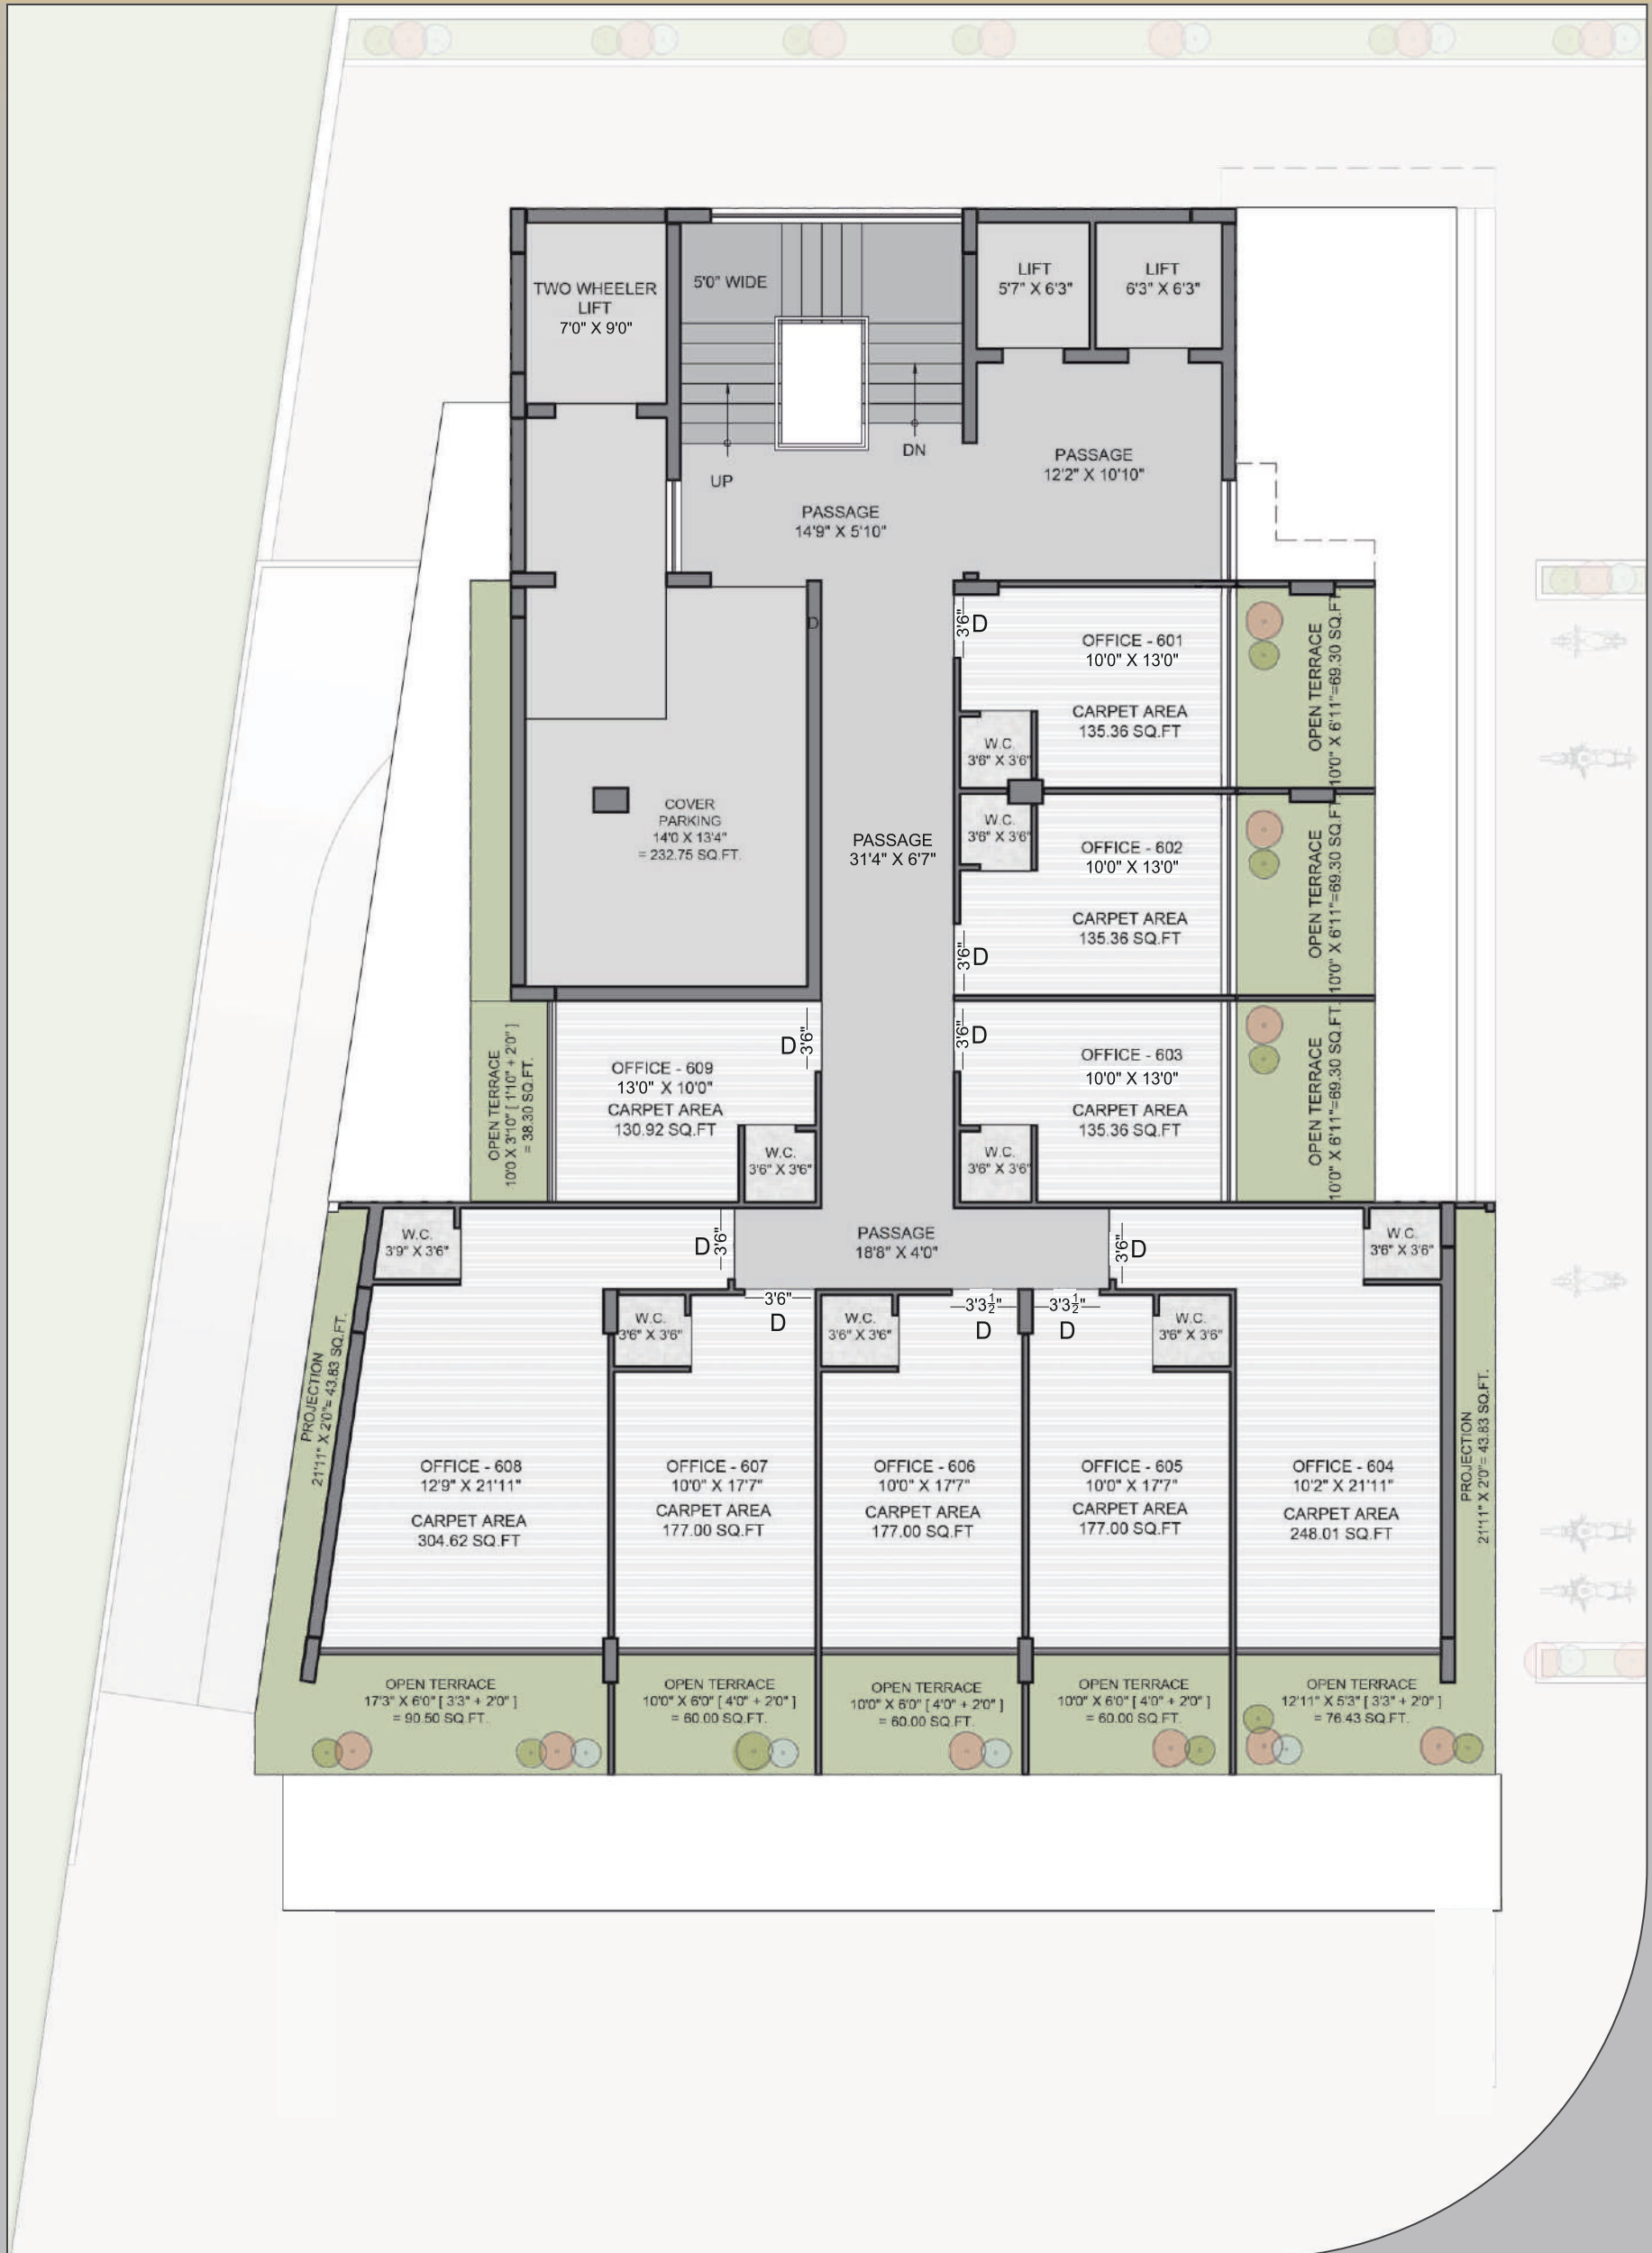 TWO WHEELER
LIFT
7'0" X 9'0"
5'0" WIDE
LIFT
5'7" X 6'3"
LIFT
6'3" X 6'3"
UP
DN
PASSAGE
12'2" X 10'10"
PASSAGE
14'9" X 5'10"
D
3'6"
D
OFFICE - 601
10'0" X 13'0"
CARPET AREA
135.36 SQ.FT
W.C.
3'6" X 3'6"
OPEN TERRACE
10'0" X 6'11"=69.30 SQ.FT.
COVER
PARKING
14'0 X 13'4"
= 232.75 SQ.FT.
PASSAGE
31'4" X 6'7"
W.C.
3'6" X 3'6"
OFFICE - 602
10'0" X 13'0"
CARPET AREA
135.36 SQ.FT
3'6"
D
OPEN TERRACE
10'0" X 6'11"=69.30 SQ.FT.
OPEN TERRACE
10'0 X 3'10" [ 1'10" + 2'0" ]
= 38.30 SQ.FT.
OFFICE - 609
13'0" X 10'0"
CARPET AREA
130.92 SQ.FT
D
3'6"
W.C.
3'6" X 3'6"
3'6"
D
OFFICE - 603
10'0" X 13'0"
CARPET AREA
135.36 SQ.FT
W.C.
3'6" X 3'6"
OPEN TERRACE
10'0" X 6'11"=69.30 SQ.FT.
W.C.
3'9" X 3'6"
D
3'6"
PASSAGE
18'8" X 4'0"
3'6"
D
W.C.
3'6" X 3'6"
W.C.
3'6" X 3'6"
3'6"
D
W.C.
3'6" X 3'6"
3'3½"
D
3'3½"
D
W.C.
3'6" X 3'6"
PROJECTION
21'11" X 2'0"= 43.83 SQ.FT.
OFFICE - 608
12'9" X 21'11"
CARPET AREA
304.62 SQ.FT
OFFICE - 607
10'0" X 17'7"
CARPET AREA
177.00 SQ.FT
OFFICE - 606
10'0" X 17'7"
CARPET AREA
177.00 SQ.FT
OFFICE - 605
10'0" X 17'7"
CARPET AREA
177.00 SQ.FT
OFFICE - 604
10'2" X 21'11"
CARPET AREA
248.01 SQ.FT
PROJECTION
21'11" X 2'0"= 43.83 SQ.FT.
OPEN TERRACE
17'3" X 6'0" [ 3'3" + 2'0" ]
= 90.50 SQ.FT.
OPEN TERRACE
10'0" X 6'0" [ 4'0" + 2'0" ]
= 60.00 SQ.FT.
OPEN TERRACE
10'0" X 6'0" [ 4'0" + 2'0" ]
= 60.00 SQ.FT.
OPEN TERRACE
10'0" X 6'0" [ 4'0" + 2'0" ]
= 60.00 SQ.FT.
OPEN TERRACE
12'11" X 5'3" [ 3'3" + 2'0" ]
= 76.43 SQ.FT.